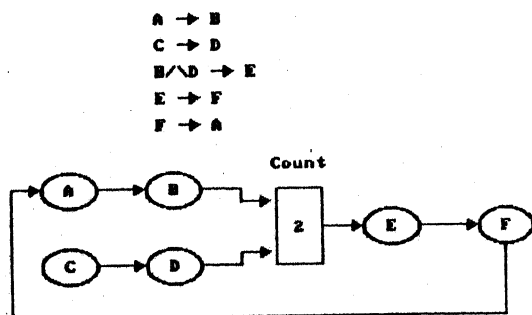 A → B
C → D
B/\D → E
E → F
F → A
Count
A B
2 E F
C D